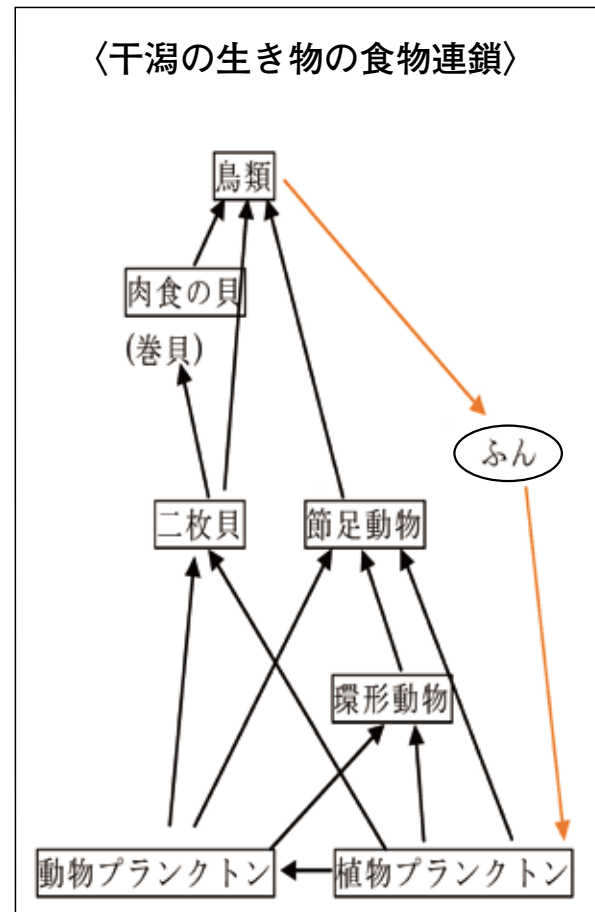 〈干潟の生き物の食物連鎖〉
鳥類
肉食の貝
(巻貝)
ふん
二枚貝
節足動物
環形動物
動物プランクトン
植物プランクトン